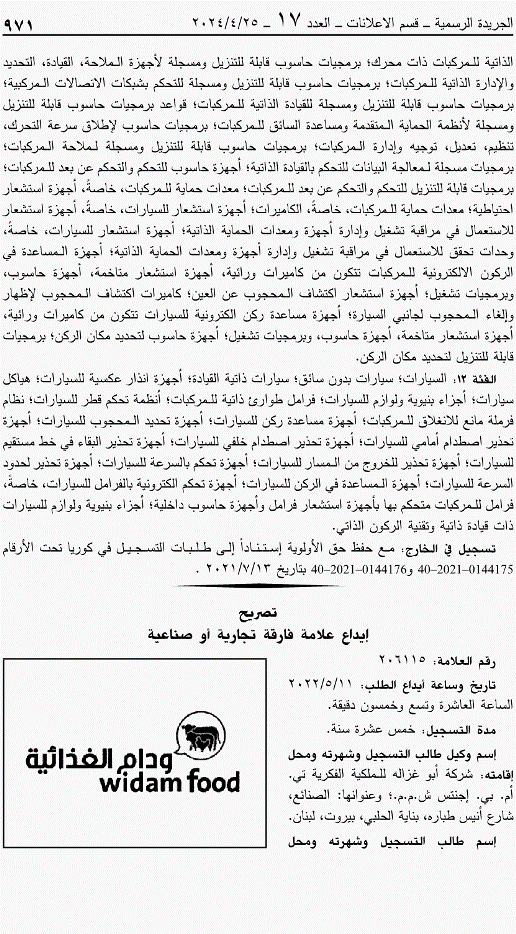 الجريدة الرسمية ــ قسم الاعلانات ــ العدد ١٧ ــ ٢٠٢٤/٤/٢٥
٩٧١
الذاتية للمركبات ذات محرك؛ برمجيات حاسوب قابلة للتنزيل ومسجلة لأجهزة الملاحة، القيادة، التحديد
والإدارة الذاتية للمركبات؛ برمجيات حاسوب قابلة للتنزيل ومسجلة للتحكم بشبكات الاتصالات المركبية؛
برمجيات حاسوب قابلة للتنزيل ومسجلة للقيادة الذاتية للمركبات؛ قواعد برمجيات حاسوب قابلة للتنزيل
ومسجلة لأنظمة الحماية المتقدمة ومساعدة السائق للمركبات؛ برمجيات حاسوب لإطلاق سرعة التحرك،
تنظيم، تعديل، توجيه وإدارة المركبات؛ برمجيات حاسوب قابلة للتنزيل ومسجلة لملاحة المركبات؛
برمجيات مسجلة لمعالجة البيانات للتحكم بالقيادة الذاتية؛ أجهزة حاسوب للتحكم والتحكم عن بعد للمركبات؛
برمجيات قابلة للتنزيل للتحكم والتحكم عن بعد للمركبات؛ معدات حماية للمركبات، خاصةً، أجهزة استشعار
احتياطية؛ معدات حماية للمركبات، خاصةً، الكاميرات؛ أجهزة استشعار للسيارات، خاصةً، أجهزة استشعار
للاستعمال في مراقبة تشغيل وإدارة أجهزة ومعدات الحماية الذاتية؛ أجهزة استشعار للسيارات، خاصةً،
وحدات تحقق للاستعمال في مراقبة تشغيل وإدارة أجهزة ومعدات الحماية الذاتية؛ أجهزة المساعدة في
الركون الالكترونية للمركبات تتكون من كاميرات ورائية، أجهزة استشعار متاخمة، أجهزة حاسوب،
وبرمجيات تشغيل؛ أجهزة استشعار اكتشاف المحجوب عن العين؛ كاميرات اكتشاف المحجوب لإظهار
وإلغاء المحجوب لجانبي السيارة؛ أجهزة مساعدة ركن الكترونية للسيارات تتكون من كاميرات ورائية،
أجهزة استشعار متاخمة، أجهزة حاسوب، وبرمجيات تشغيل؛ أجهزة حاسوب لتحديد مكان الركن؛ برمجيات
قابلة للتنزيل لتحديد مكان الركن.
الفئة ١٢: السيارات؛ سيارات بدون سائق؛ سيارات ذاتية القيادة؛ أجهزة انذار عكسية للسيارات؛ هياكل
سيارات؛ أجزاء بنيوية ولوازم للسيارات؛ فرامل طوارئ ذاتية للمركبات؛ أنظمة تحكم قطر للسيارات؛ نظام
فرملة مانع للانغلاق للمركبات؛ أجهزة مساعدة ركن للسيارات؛ أجهزة تحديد المحجوب للسيارات؛ أجهزة
تحذير اصطدام أمامي للسيارات؛ أجهزة تحذير اصطدام خلفي للسيارات؛ أجهزة تحذير البقاء في خط مستقيم
للسيارات؛ أجهزة تحذير للخروج من المسار للسيارات؛ أجهزة تحكم بالسرعة للسيارات؛ أجهزة تحذير لحدود
السرعة للسيارات؛ أجهزة المساعدة في الركن للسيارات؛ أجهزة تحكم الكترونية بالفرامل للسيارات، خاصةً،
فرامل للمركبات متحكم بها بأجهزة استشعار فرامل وأجهزة حاسوب داخلية؛ أجزاء بنيوية ولوازم للسيارات
ذات قيادة ذاتية وتقنية الركون الذاتي.
تسجيل في الخارج: مع حفظ حق الأولوية إستناداً إلى طلبات التسجيل في كوريا تحت الأرقام
40-2021-0144175 و40-2021-0144176 بتاريخ ٢٠٢١/٧/١٣ .
تصريح
إيداع علامة فارقة تجارية أو صناعية
رقم العلامة: ٢٠٦١١٥
تاريخ وساعة أيداع الطلب: ٢٠٢٢/٥/١١
الساعة العاشرة وتسع وخمسون دقيقة.
مدة التسجيل: خمس عشرة سنة.
إسم وكيل طالب التسجيل وشهرته ومحل
إقامته: شركة أبو غزاله للملكية الفكرية تي.
أم. بي. إجنتس ش.م.م.؛ وعنوانها: الصنائع،
شارع أنيس طباره، بناية الحلبي، بيروت، لبنان.
إسم طالب التسجيل وشهرته ومحل
ودام الغذائية
widam food